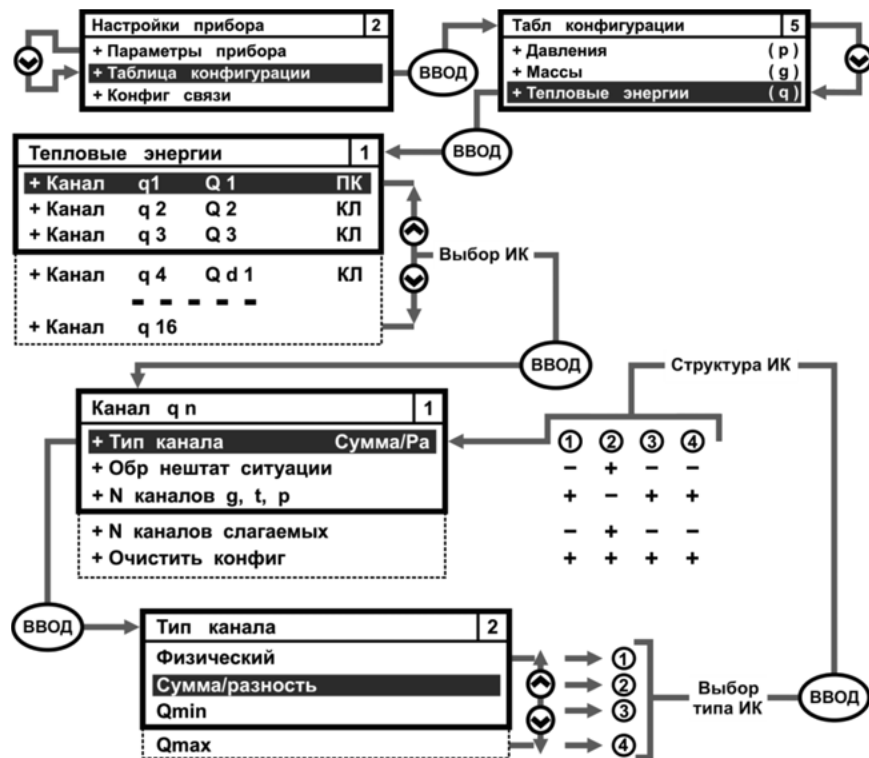 Настройки прибора 2
+ Параметры прибора
+ Таблица конфигурации
+ Конфиг связи
ВВОД
Табл конфигурации 5
+ Давления ( p )
+ Массы ( g )
+ Тепловые энергии ( q )
ВВОД
Тепловые энергии 1
+ Канал q1 Q 1 ПК
+ Канал q 2 Q 2 КЛ
+ Канал q 3 Q 3 КЛ
+ Канал q 4 Q d 1 КЛ
- - - - -
+ Канал q 16
Выбор ИК
ВВОД
Структура ИК
Канал q n 1
+ Тип канала Сумма/Ра
+ Обр нештат ситуации
+ N каналов g, t, p
+ N каналов слагаемых
+ Очистить конфиг
① ② ③ ④
– + – –
+ – + +
– + – –
+ + + +
ВВОД
Тип канала 2
Физический
Сумма/разность
Qmin
Qmax
①
②
③
④
Выбор
типа ИК
ВВОД